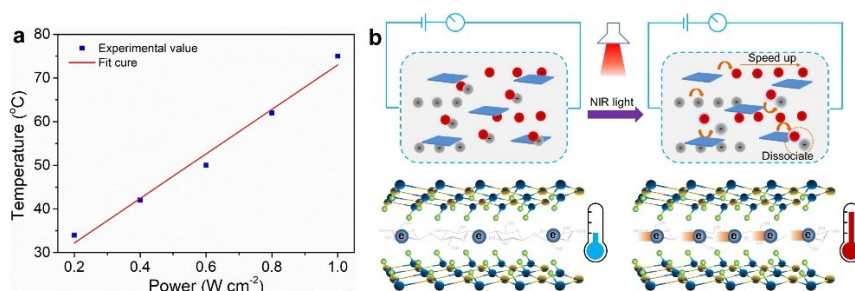 a
80
70
60
50
40
30
Temperature (°C)
Experimental value
Fit cure
0.2 0.4 0.6 0.8 1.0
Power (W cm⁻²)
b
NIR light
Speed up
Dissociate
e e e
e e e e e